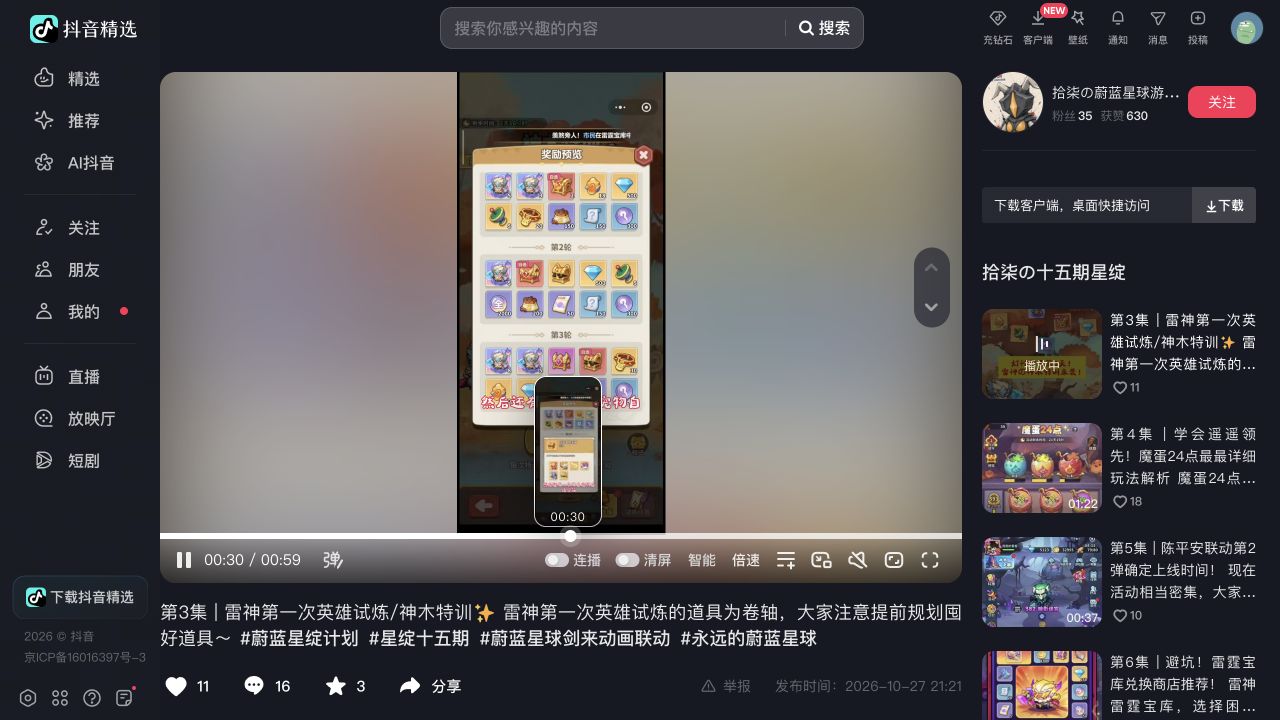 抖音精选
搜索你感兴趣的内容
搜索
充钻石
客户端
NEW
壁纸
通知
消息
投稿
精选
推荐
AI抖音
关注
朋友
我的
直播
放映厅
短剧
下载抖音精选
2026 © 抖音
京ICP备16016397号-3
羡煞旁人！市民在雷霆宝库中
奖励预览
第2轮
第3轮
00:30
00:30 / 00:59
弹
连播
清屏
智能
倍速
第3集 | 雷神第一次英雄试炼/神木特训✨ 雷神第一次英雄试炼的道具为卷轴，大家注意提前规划囤
好道具～ #蔚蓝星绽计划 #星绽十五期 #蔚蓝星球剑来动画联动 #永远的蔚蓝星球
11
16
3
分享
举报
发布时间：2026-10-27 21:21
拾柒の蔚蓝星球游...
粉丝 35 获赞 630
关注
下载客户端，桌面快捷访问
下载
拾柒の十五期星绽
播放中
第3集 | 雷神第一次英
雄试炼/神木特训✨ 雷
神第一次英雄试炼的...
11
魔蛋24点
01:22
第4集 | 学会遥遥领
先！魔蛋24点最最详细
玩法解析 魔蛋24点...
18
00:37
第5集 | 陈平安联动第2
弹确定上线时间！ 现在
活动相当密集，大家...
10
第6集 | 避坑！雷霆宝
库兑换商店推荐！ 雷神
雷霆宝库，选择困...